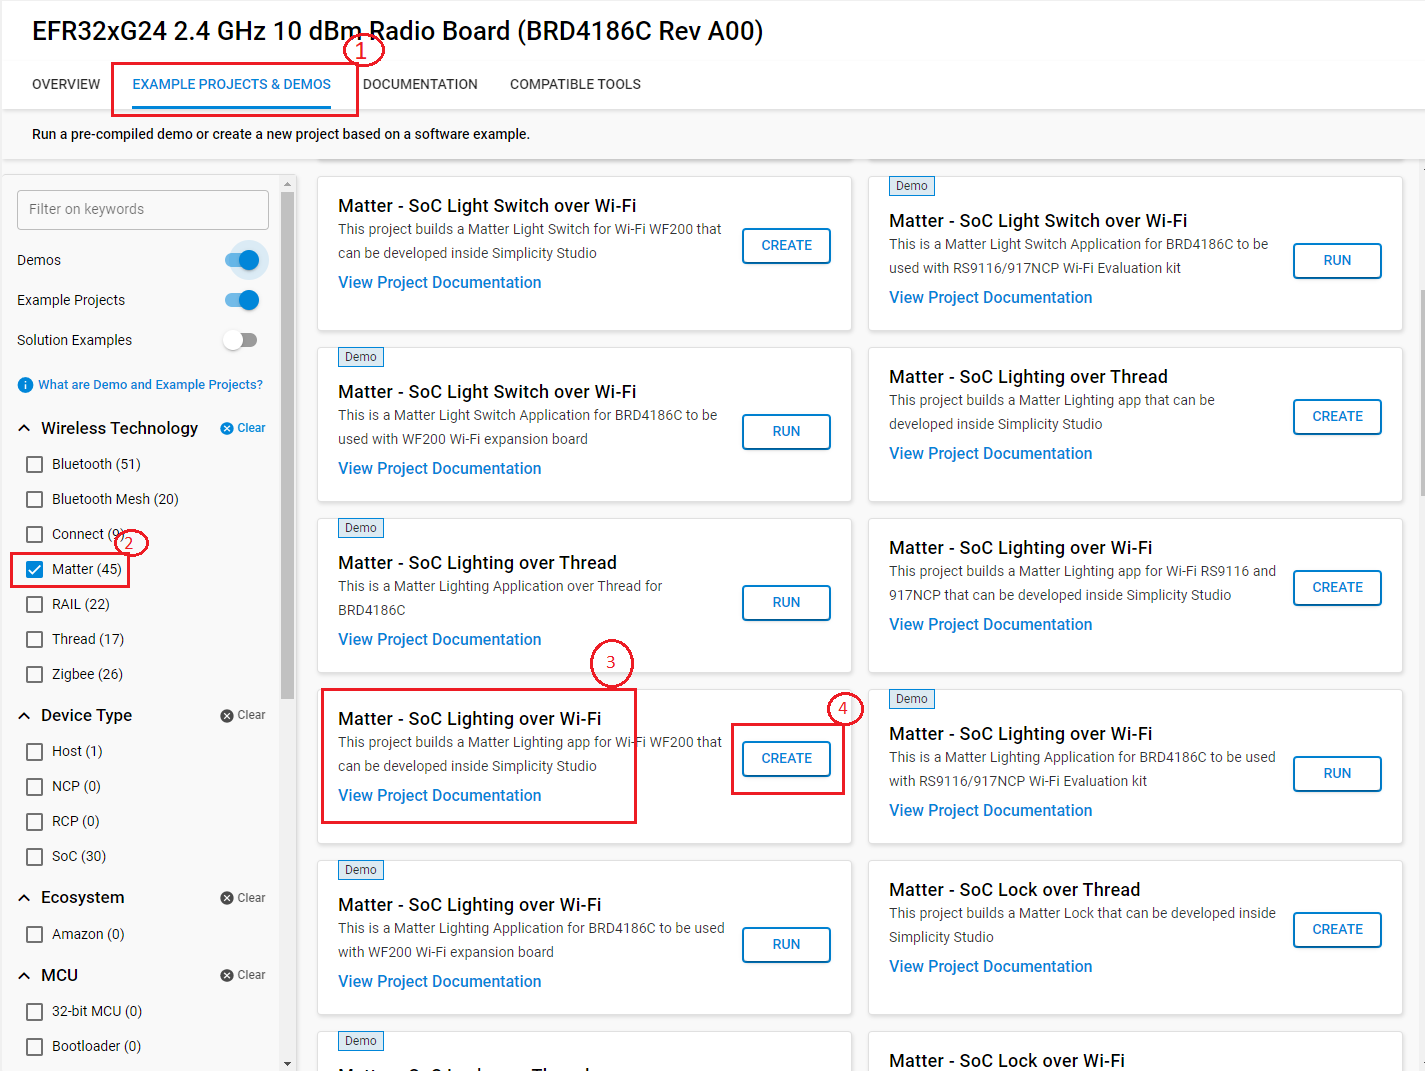 EFR32xG24 2.4 GHz 10 dBm Radio Board (BRD4186C Rev A00)
1
OVERVIEW
EXAMPLE PROJECTS & DEMOS
DOCUMENTATION
COMPATIBLE TOOLS
Run a pre-compiled demo or create a new project based on a software example.
Filter on keywords
Demos
Example Projects
Solution Examples
What are Demo and Example Projects?
Wireless Technology
Clear
Bluetooth (51)
Bluetooth Mesh (20)
Connect (9)
2
Matter (45)
RAIL (22)
Thread (17)
Zigbee (26)
Device Type
Clear
Host (1)
NCP (0)
RCP (0)
SoC (30)
Ecosystem
Clear
Amazon (0)
MCU
Clear
32-bit MCU (0)
Bootloader (0)
Matter - SoC Light Switch over Wi-Fi
This project builds a Matter Light Switch for Wi-Fi WF200 that
can be developed inside Simplicity Studio
View Project Documentation
CREATE
Demo
Matter - SoC Light Switch over Wi-Fi
This is a Matter Light Switch Application for BRD4186C to be
used with RS9116/917NCP Wi-Fi Evaluation kit
View Project Documentation
RUN
Demo
Matter - SoC Light Switch over Wi-Fi
This is a Matter Light Switch Application for BRD4186C to be
used with WF200 Wi-Fi expansion board
View Project Documentation
RUN
Matter - SoC Lighting over Thread
This project builds a Matter Lighting app that can be
developed inside Simplicity Studio
View Project Documentation
CREATE
Demo
Matter - SoC Lighting over Thread
This is a Matter Lighting Application over Thread for
BRD4186C
View Project Documentation
RUN
Matter - SoC Lighting over Wi-Fi
This project builds a Matter Lighting app for Wi-Fi RS9116 and
917NCP that can be developed inside Simplicity Studio
View Project Documentation
CREATE
3
Matter - SoC Lighting over Wi-Fi
This project builds a Matter Lighting app for Wi-Fi WF200 that
can be developed inside Simplicity Studio
View Project Documentation
4
CREATE
Demo
Matter - SoC Lighting over Wi-Fi
This is a Matter Lighting Application for BRD4186C to be used
with RS9116/917NCP Wi-Fi Evaluation kit
View Project Documentation
RUN
Demo
Matter - SoC Lighting over Wi-Fi
This is a Matter Lighting Application for BRD4186C to be used
with WF200 Wi-Fi expansion board
View Project Documentation
RUN
Matter - SoC Lock over Thread
This project builds a Matter Lock that can be developed inside
Simplicity Studio
View Project Documentation
CREATE
Demo
Matter - SoC Lock over Wi-Fi